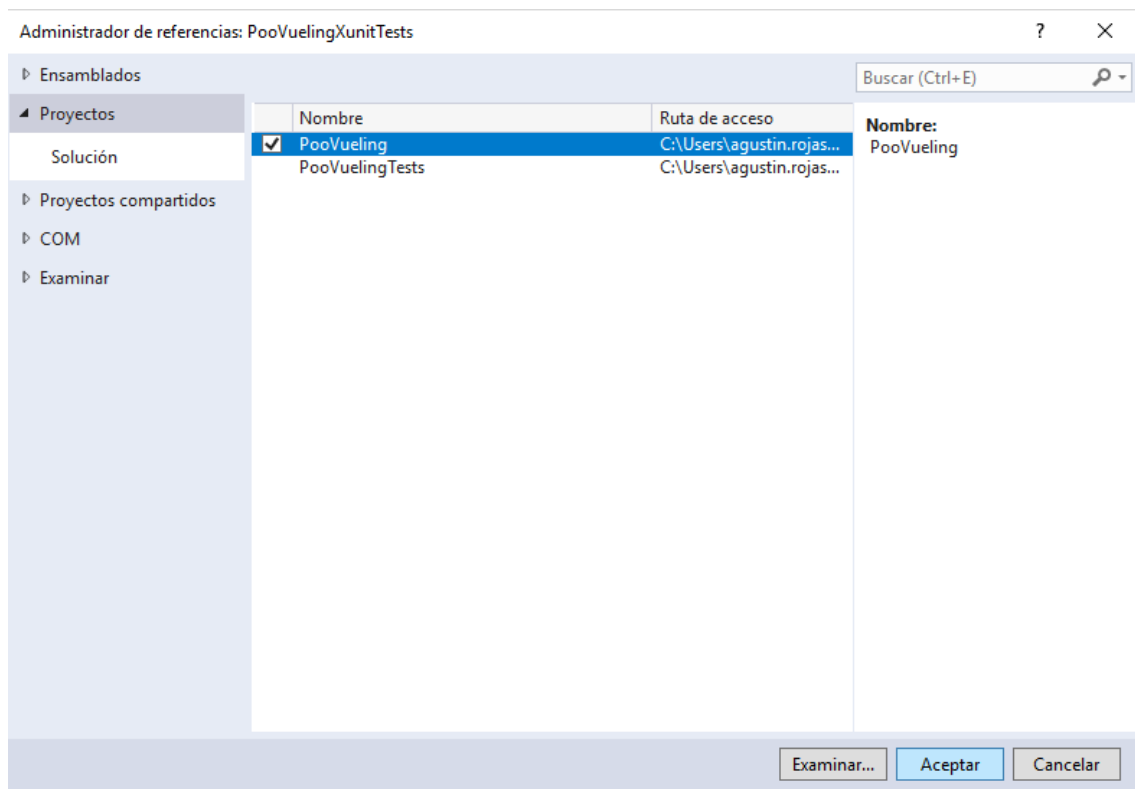 Administrador de referencias: PooVuelingXunitTests ?
Ensamblados
Buscar (Ctrl+E)
Proyectos
Solución
Proyectos compartidos
COM
Examinar
Nombre Ruta de acceso
PooVueling C:\Users\agustin.rojas...
PooVuelingTests C:\Users\agustin.rojas...
Nombre:
PooVueling
Examinar... Aceptar Cancelar